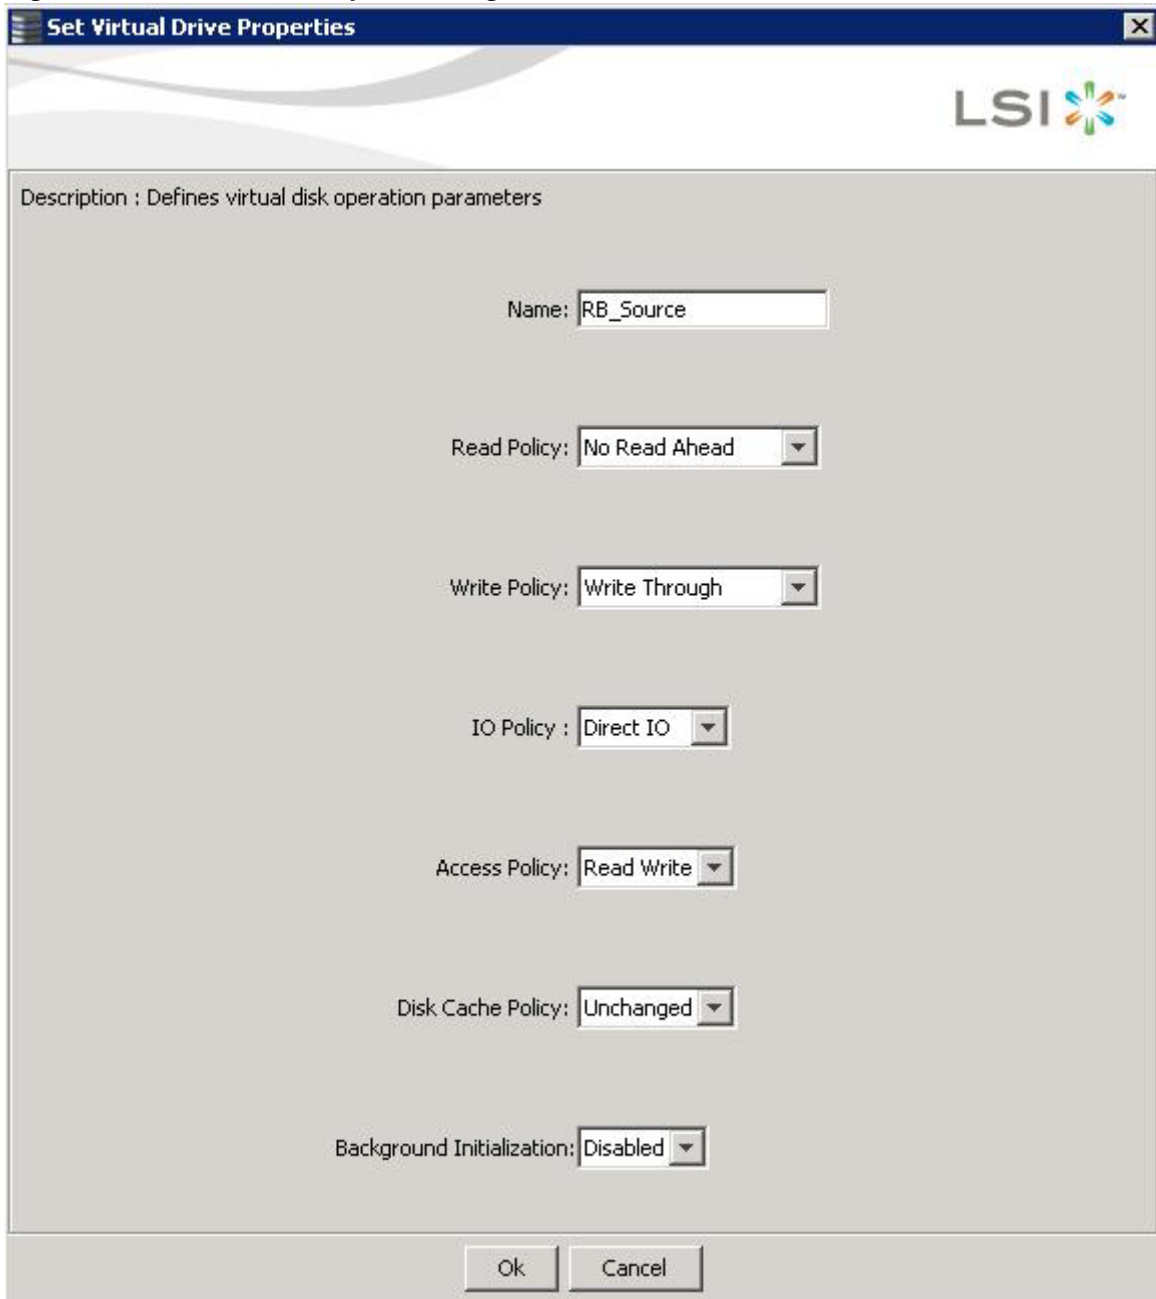 Set Virtual Drive Properties
LSI
Description : Defines virtual disk operation parameters
Name: RB_Source
Read Policy: No Read Ahead
Write Policy: Write Through
IO Policy : Direct IO
Access Policy: Read Write
Disk Cache Policy: Unchanged
Background Initialization: Disabled
Ok Cancel